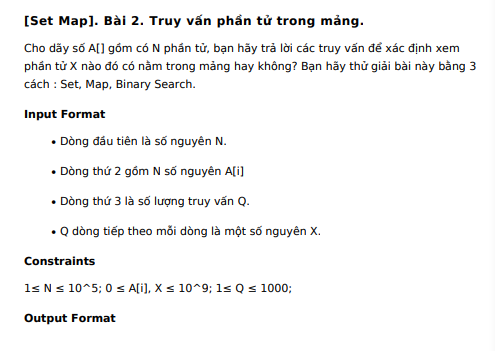 [Set Map]. Bài 2. Truy vấn phần tử trong mảng.
Cho dãy số A[] gồm có N phần tử, bạn hãy trả lời các truy vấn để xác định xem
phần tử X nào đó có nằm trong mảng hay không? Bạn hãy thử giải bài này bằng 3
cách : Set, Map, Binary Search.
Input Format
• Dòng đầu tiên là số nguyên N.
• Dòng thứ 2 gồm N số nguyên A[i]
• Dòng thứ 3 là số lượng truy vấn Q.
• Q dòng tiếp theo mỗi dòng là một số nguyên X.
Constraints
1≤ N ≤ 10^5; 0 ≤ A[i], X ≤ 10^9; 1≤ Q ≤ 1000;
Output Format